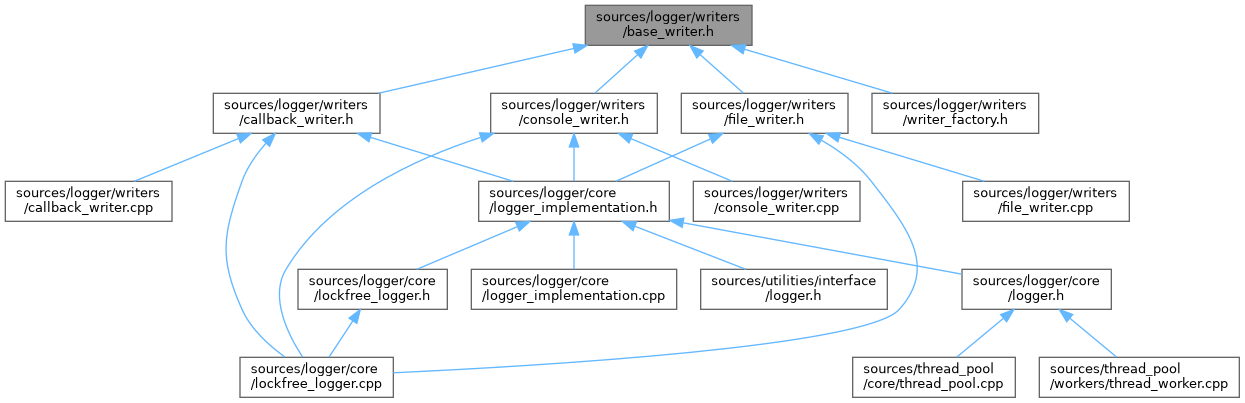 sources/logger/writers
/base_writer.h
sources/logger/writers
/callback_writer.h
sources/logger/writers
/console_writer.h
sources/logger/writers
/file_writer.h
sources/logger/writers
/writer_factory.h
sources/logger/writers
/callback_writer.cpp
sources/logger/core
/logger_implementation.h
sources/logger/writers
/console_writer.cpp
sources/logger/writers
/file_writer.cpp
sources/logger/core
/lockfree_logger.h
sources/logger/core
/logger_implementation.cpp
sources/utilities/interface
/logger.h
sources/logger/core
/logger.h
sources/logger/core
/lockfree_logger.cpp
sources/thread_pool
/core/thread_pool.cpp
sources/thread_pool
/workers/thread_worker.cpp